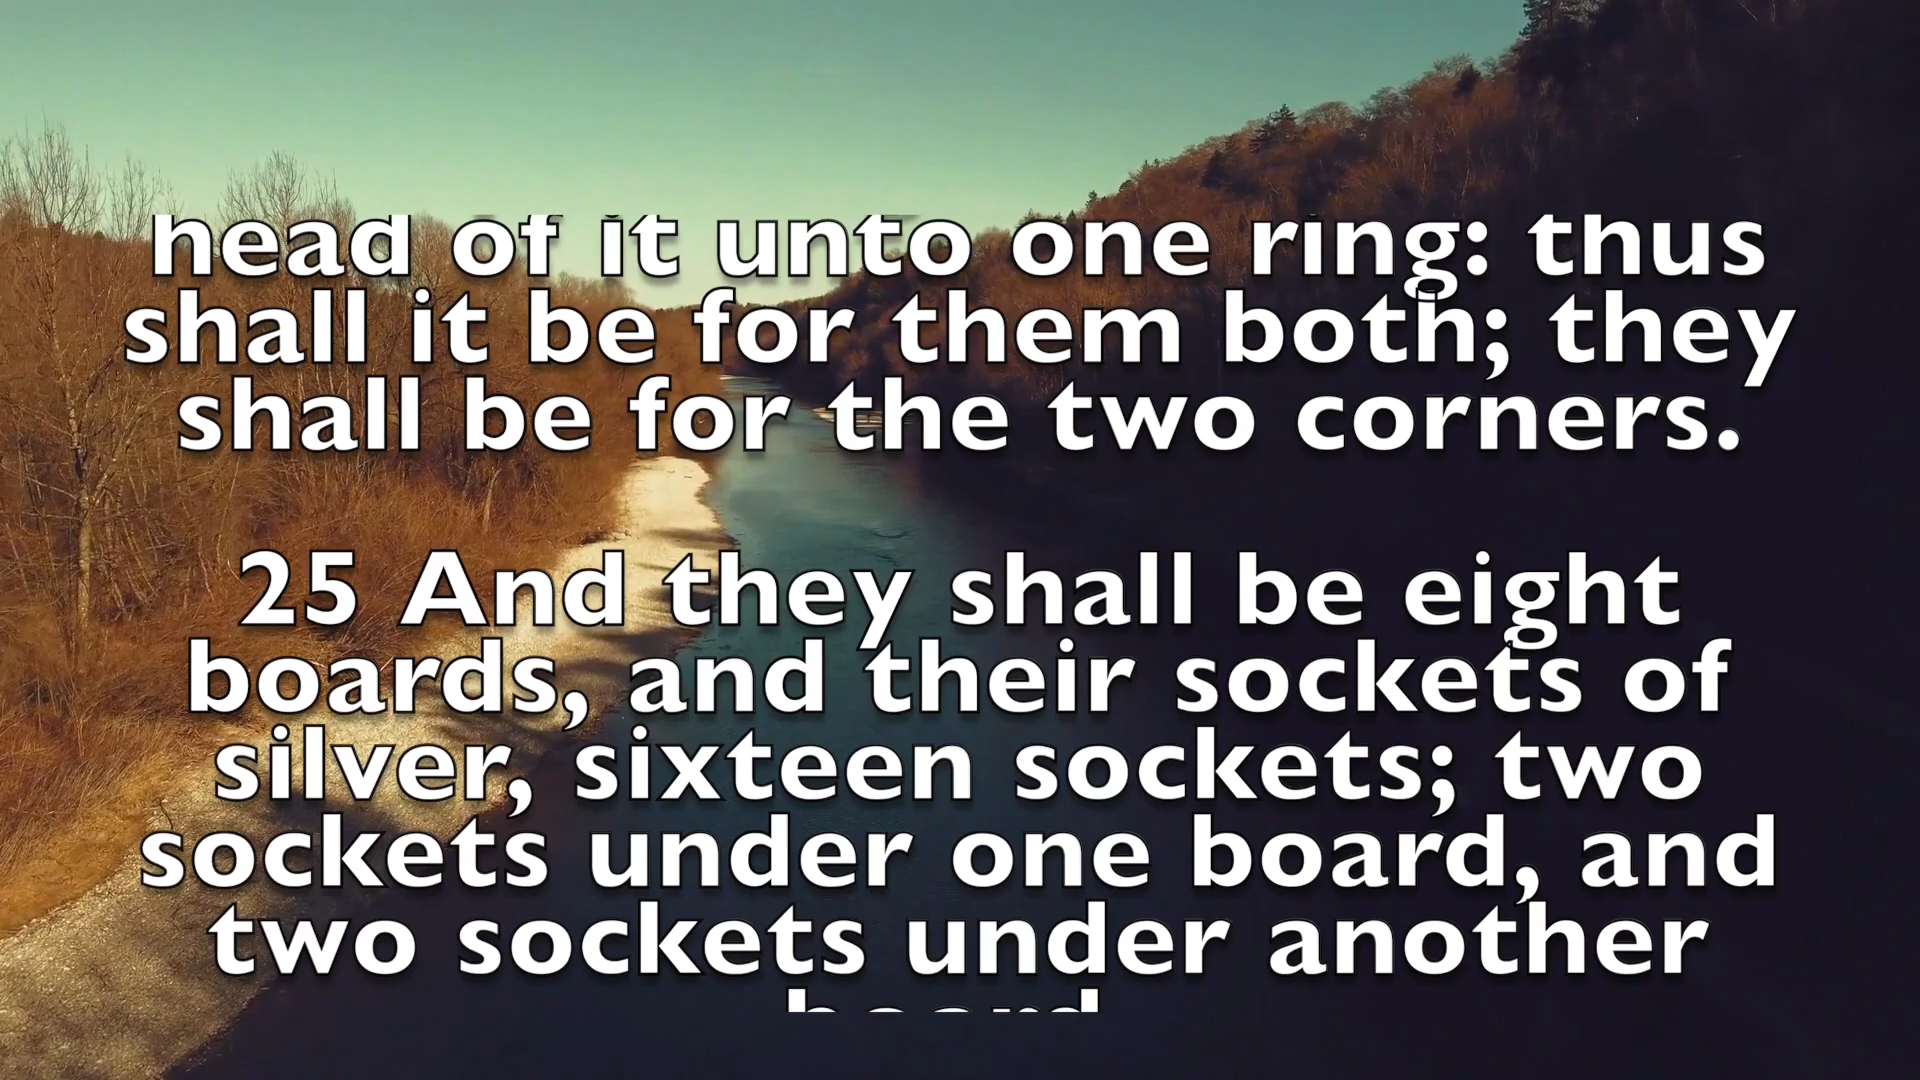 head of it unto one ring: thus
shall it be for them both; they
shall be for the two corners.
25 And they shall be eight
boards, and their sockets of
silver, sixteen sockets; two
sockets under one board, and
two sockets under another
board